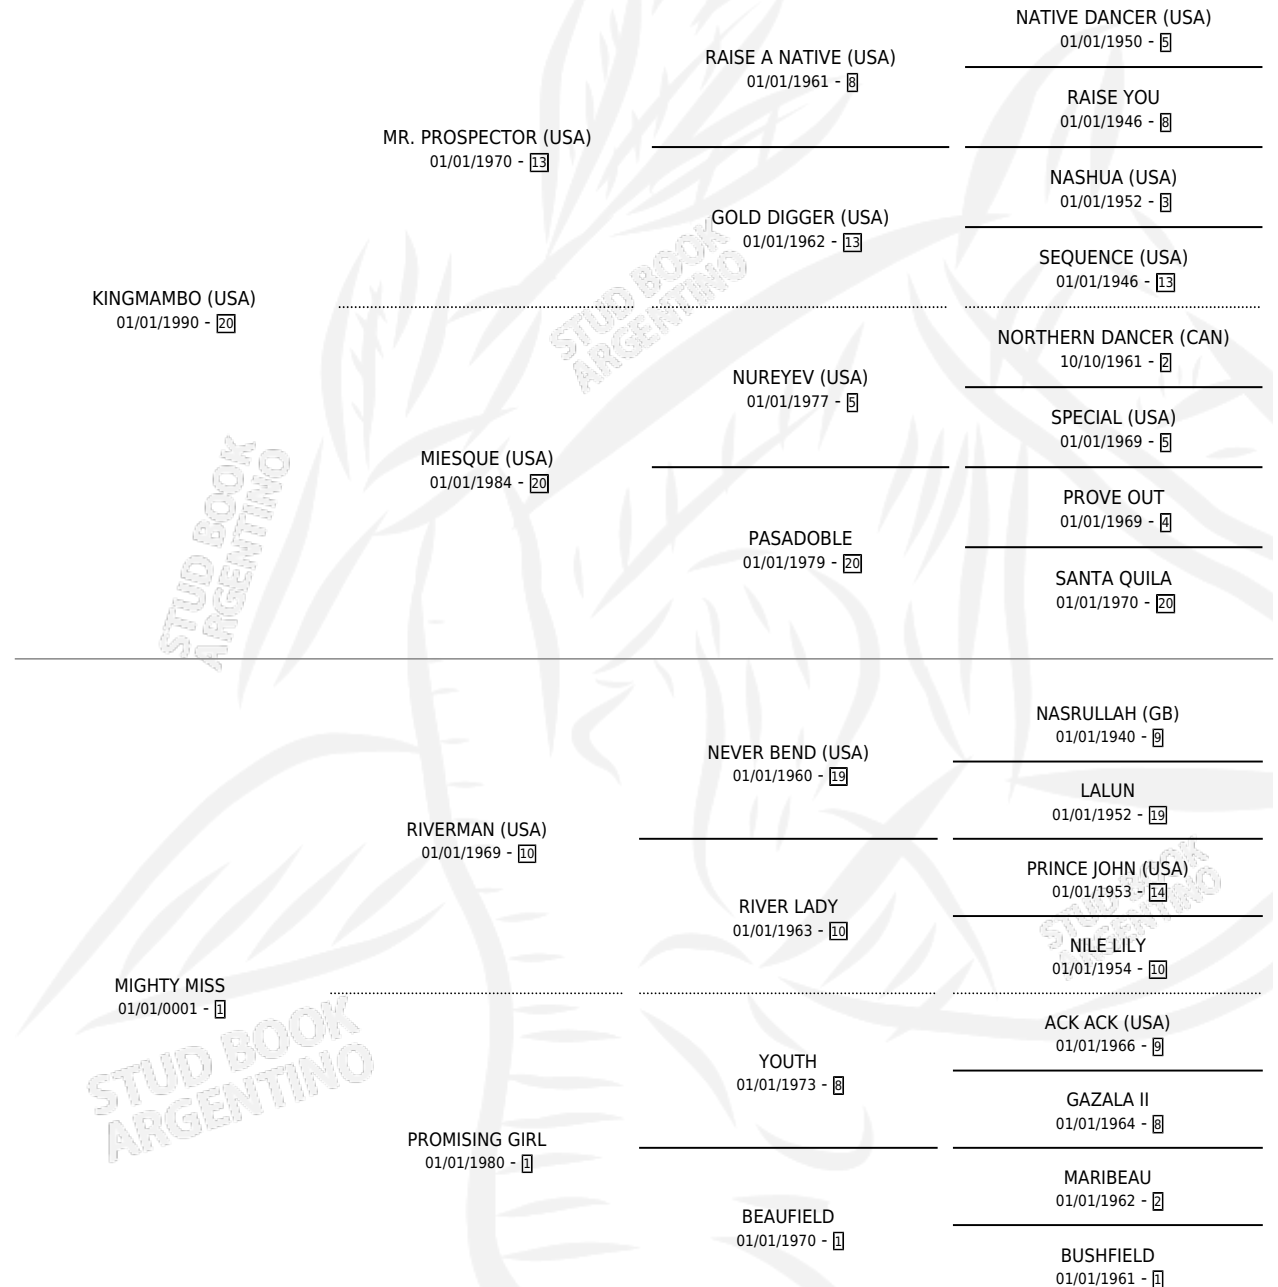 NATIVE DANCER (USA)
01/01/1950 - 5
RAISE A NATIVE (USA)
01/01/1961 - 8
RAISE YOU
01/01/1946 - 8
MR. PROSPECTOR (USA)
01/01/1970 - 13
NASHUA (USA)
01/01/1952 - 3
GOLD DIGGER (USA)
01/01/1962 - 13
SEQUENCE (USA)
01/01/1946 - 13
KINGMAMBO (USA)
01/01/1990 - 20
STUD BOOK
ARGENTINO
NORTHERN DANCER (CAN)
10/10/1961 - 2
NUREYEV (USA)
01/01/1977 - 5
SPECIAL (USA)
01/01/1969 - 5
MIESQUE (USA)
01/01/1984 - 20
PROVE OUT
01/01/1969 - 4
PASADOBLE
01/01/1979 - 20
SANTA QUILA
01/01/1970 - 20
STUD BOOK
ARGENTINO
NASRULLAH (GB)
01/01/1940 - 9
NEVER BEND (USA)
01/01/1960 - 19
LALUN
01/01/1952 - 19
RIVERMAN (USA)
01/01/1969 - 10
PRINCE JOHN (USA)
01/01/1953 - 14
RIVER LADY
01/01/1963 - 10
STUD BOOK
ARGENTINO
NILE LILY
01/01/1954 - 10
MIGHTY MISS
01/01/0001 - 1
STUD BOOK
ARGENTINO
ACK ACK (USA)
01/01/1966 - 9
YOUTH
01/01/1973 - 8
GAZALA II
01/01/1964 - 8
PROMISING GIRL
01/01/1980 - 1
MARIBEAU
01/01/1962 - 2
BEAUFIELD
01/01/1970 - 1
BUSHFIELD
01/01/1961 - 1